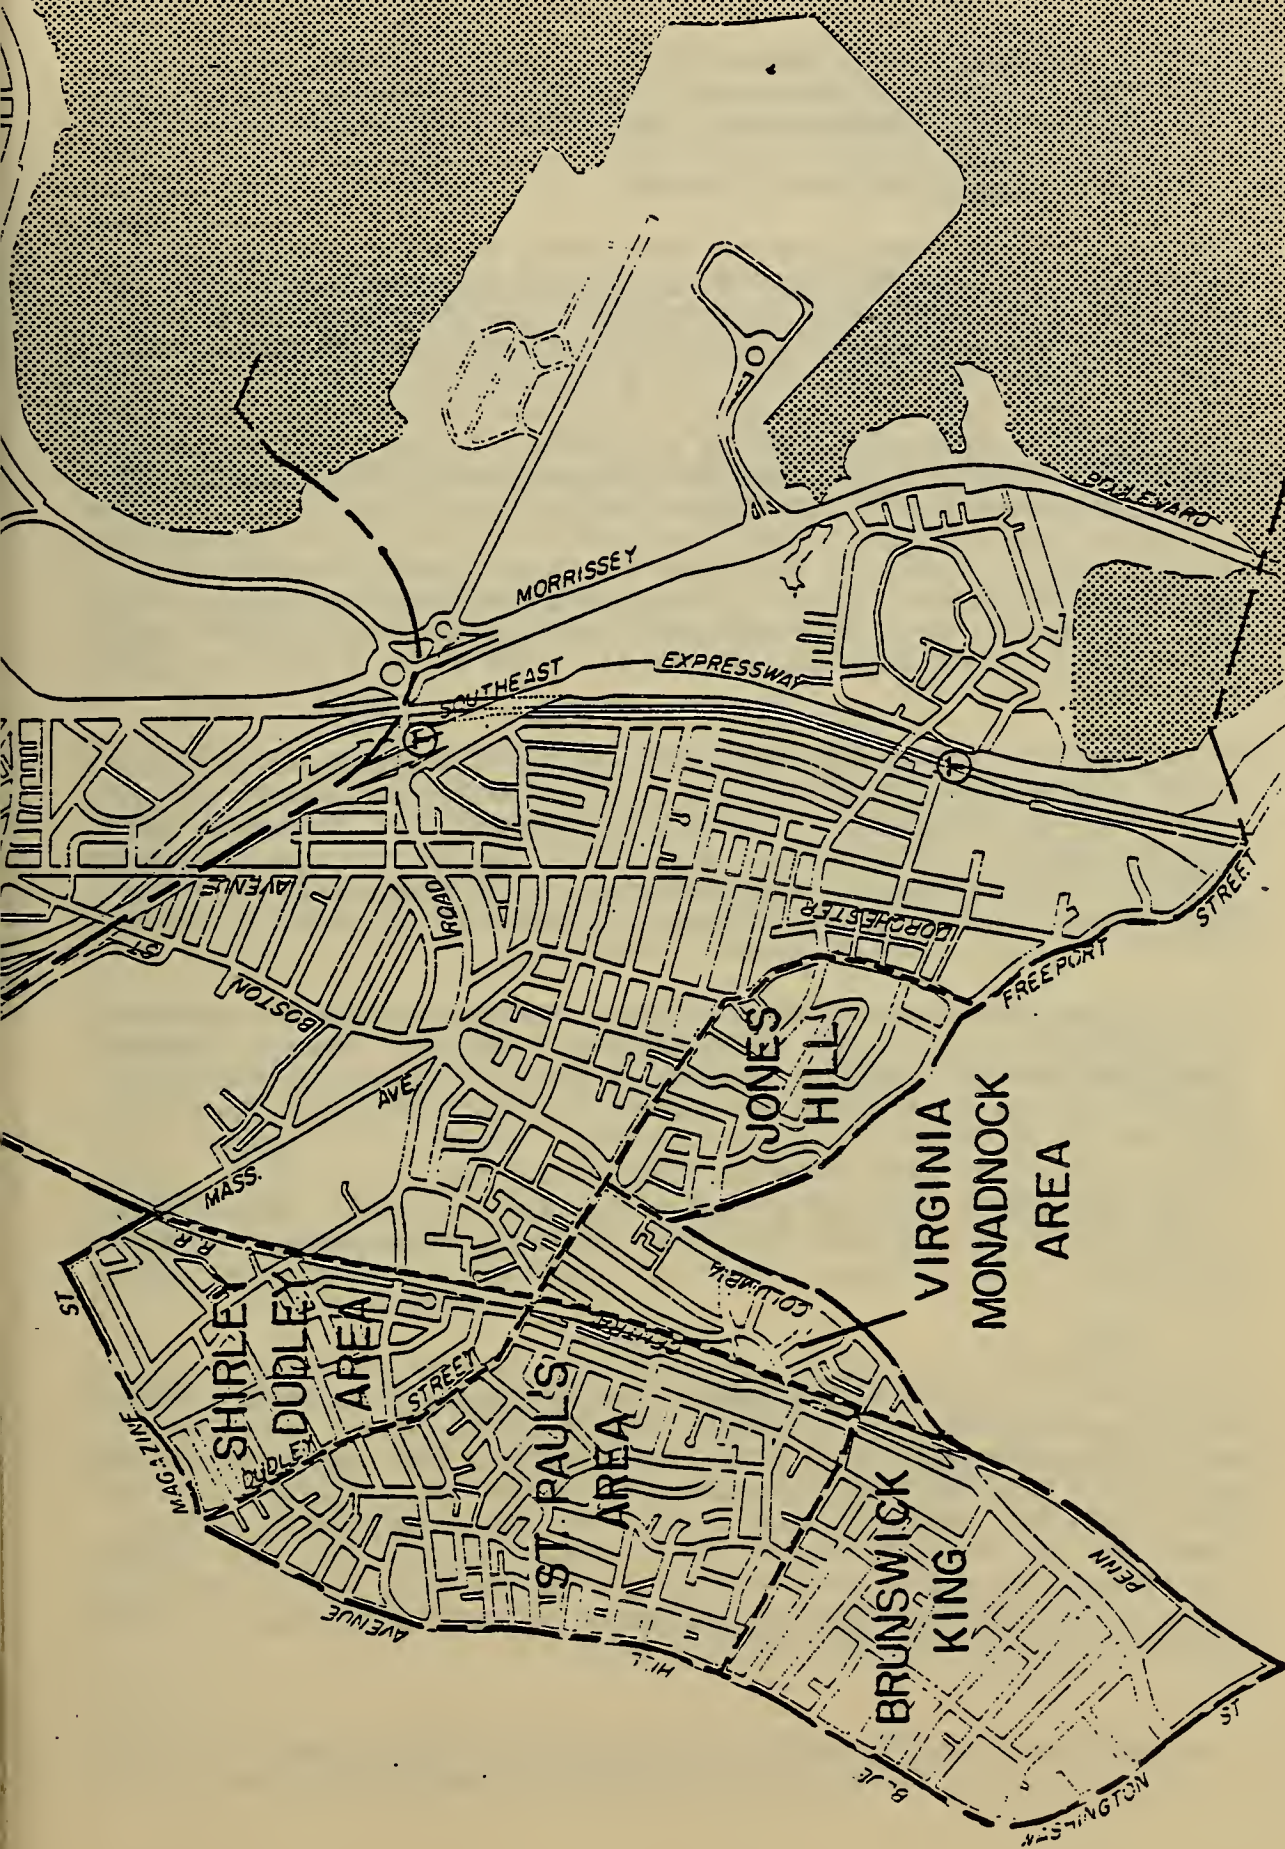 MORRISSEY
BOULEVARD
SOUTHEAST
EXPRESSWAY
T
T
AVENUE
DORCHESTER
ROAD
ST.
BOSTON
FREEPORT
STREET
MASS.
AVE.
JONES
HILL
VIRGINIA
MONADNOCK
AREA
COLUMBIA
R.R.
SHIRLEY
DUDLEY
AREA
ST
MAGAZINE
DUDLEY
STREET
CENTRAL
ST. PAUL'S
AREA
AVENUE
HILL
BRUNSWICK
KING
PENN
ST
WASHINGTON